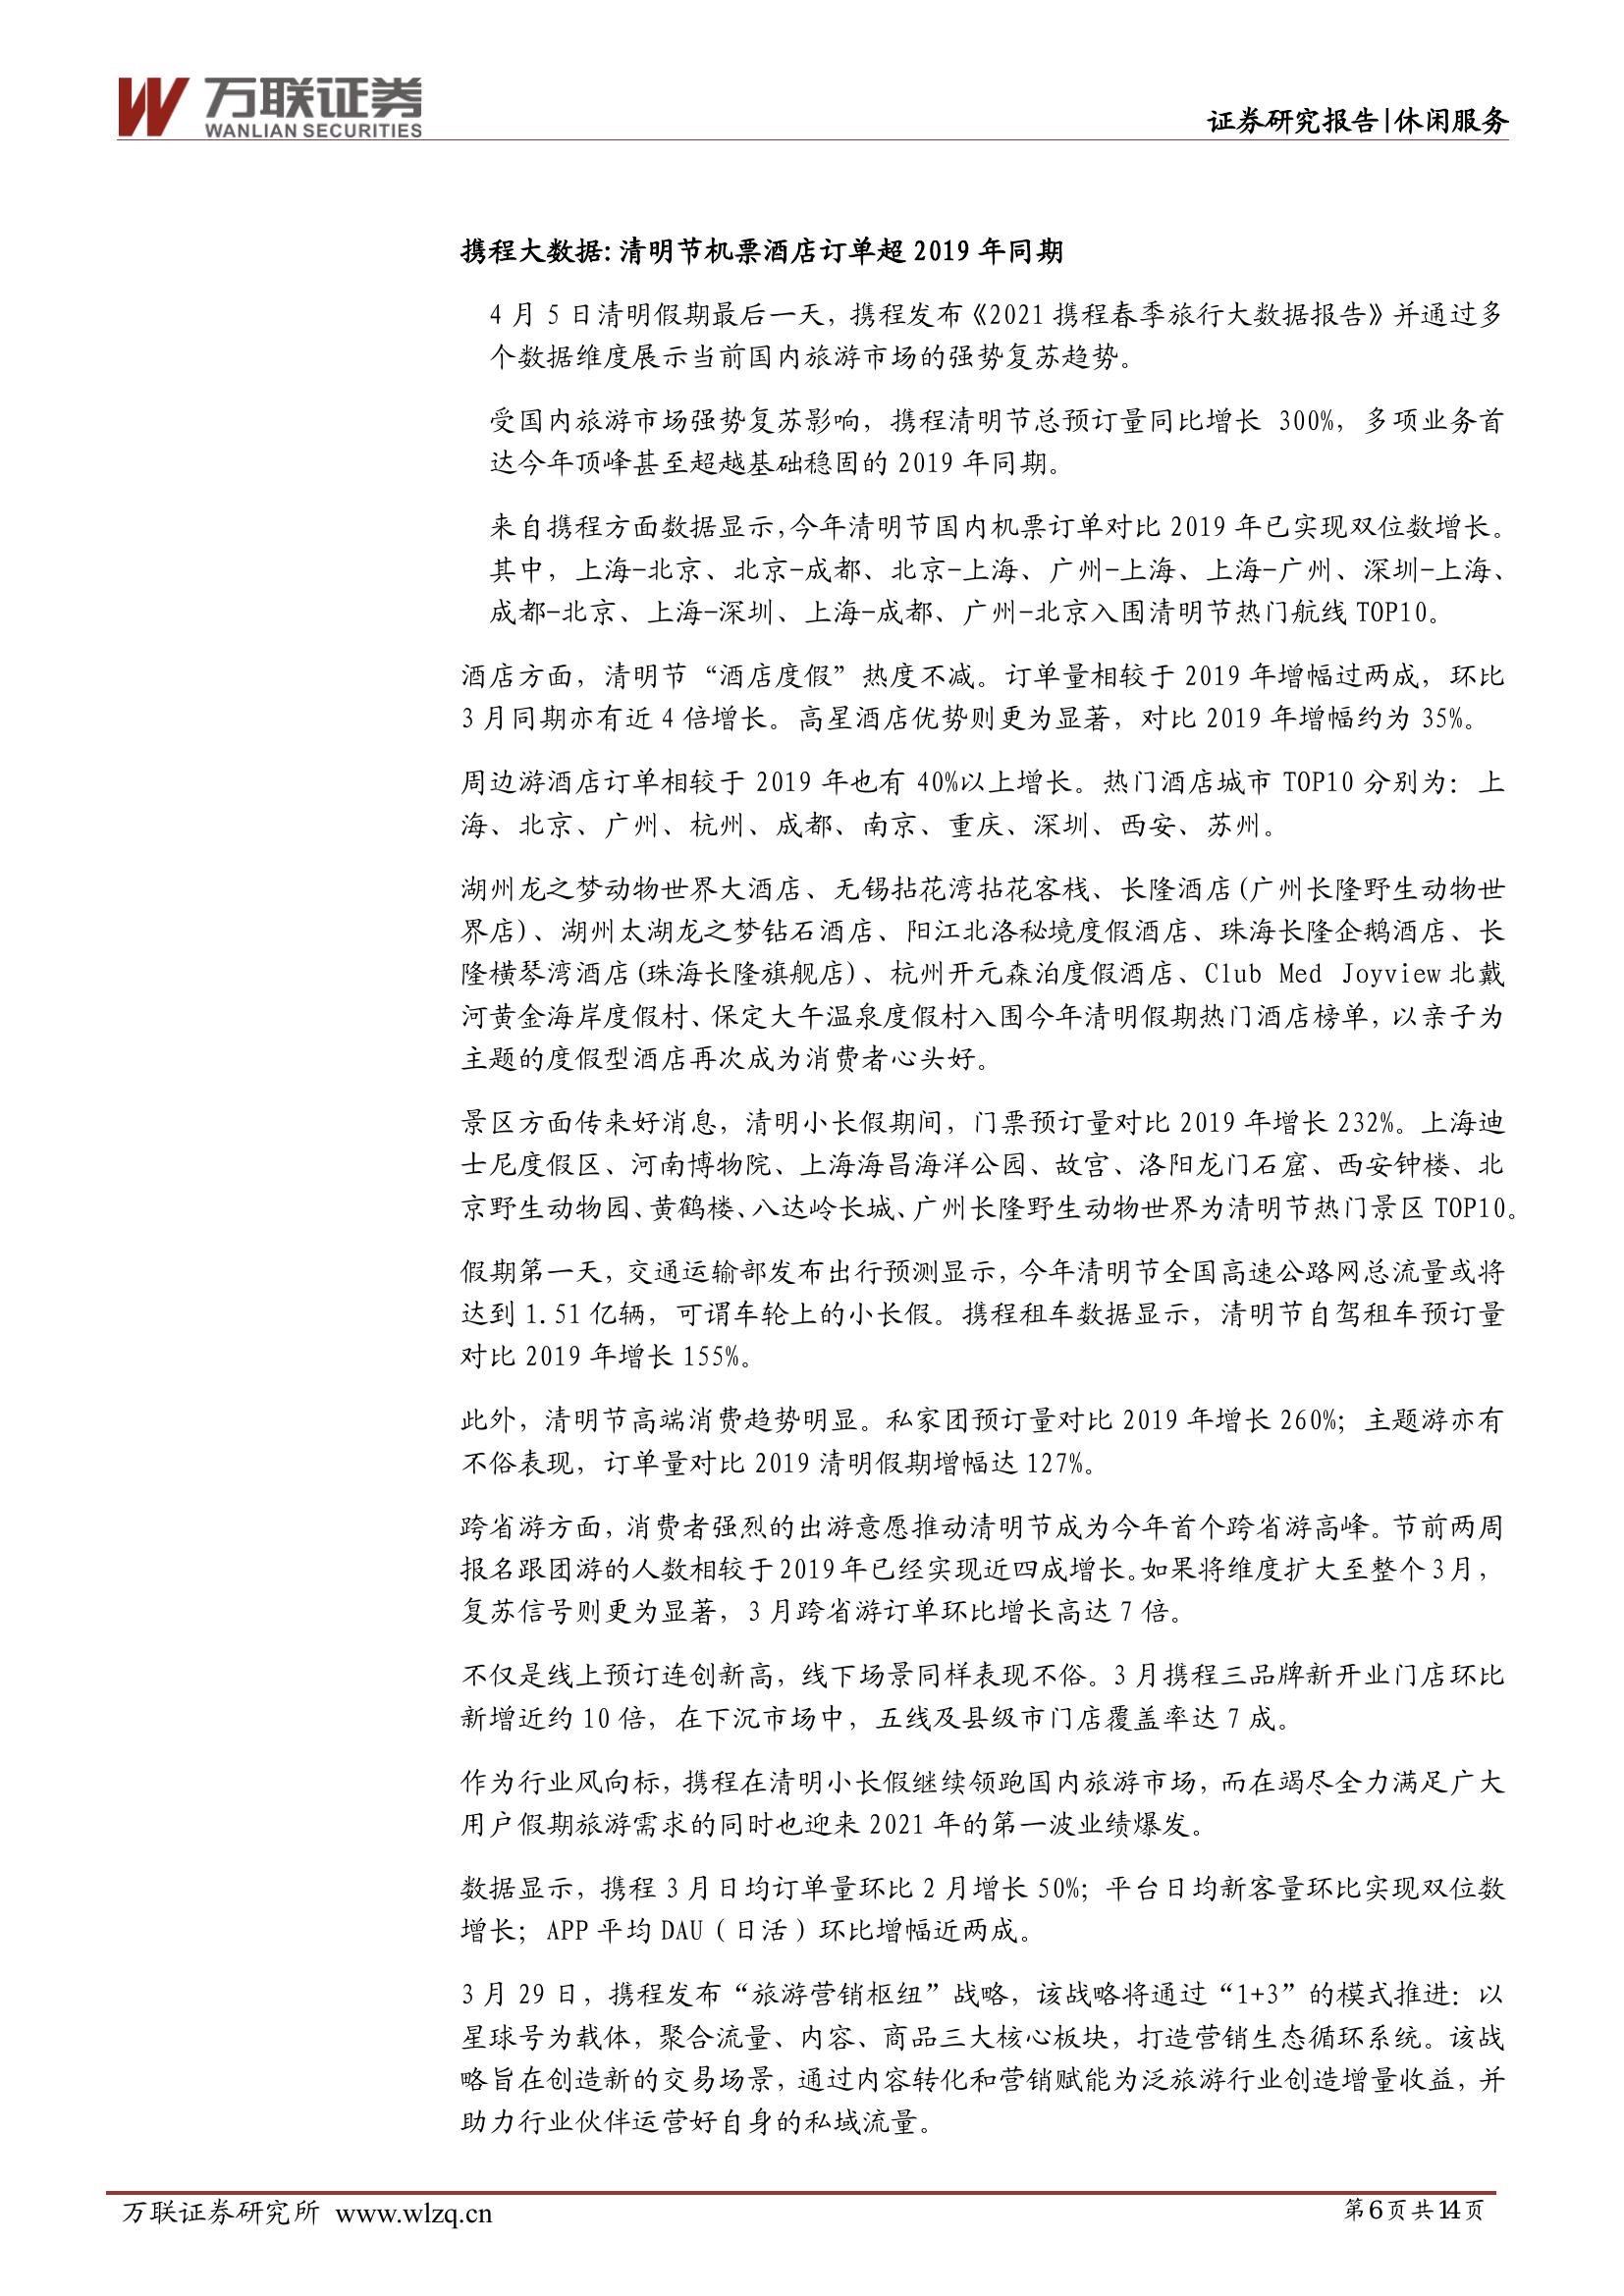 万联证券
WANLIAN SECURITIES
证券研究报告|休闲服务
携程大数据:清明节机票酒店订单超 2019 年同期
4 月 5 日清明假期最后一天，携程发布《2021 携程春季旅行大数据报告》并通过多
个数据维度展示当前国内旅游市场的强势复苏趋势。
受国内旅游市场强势复苏影响，携程清明节总预订量同比增长 300%，多项业务首
达今年顶峰甚至超越基础稳固的 2019 年同期。
来自携程方面数据显示,今年清明节国内机票订单对比 2019 年已实现双位数增长。
其中，上海-北京、北京-成都、北京-上海、广州-上海、上海-广州、深圳-上海、
成都-北京、上海-深圳、上海-成都、广州-北京入围清明节热门航线 TOP10。
酒店方面，清明节“酒店度假”热度不减。订单量相较于 2019 年增幅过两成，环比
3 月同期亦有近 4 倍增长。高星酒店优势则更为显著，对比 2019 年增幅约为 35%。
周边游酒店订单相较于 2019 年也有 40%以上增长。热门酒店城市 TOP10 分别为：上
海、北京、广州、杭州、成都、南京、重庆、深圳、西安、苏州。
湖州龙之梦动物世界大酒店、无锡拈花湾拈花客栈、长隆酒店(广州长隆野生动物世
界店)、湖州太湖龙之梦钻石酒店、阳江北洛秘境度假酒店、珠海长隆企鹅酒店、长
隆横琴湾酒店(珠海长隆旗舰店)、杭州开元森泊度假酒店、Club Med Joyview 北戴
河黄金海岸度假村、保定大午温泉度假村入围今年清明假期热门酒店榜单，以亲子为
主题的度假型酒店再次成为消费者心头好。
景区方面传来好消息，清明小长假期间，门票预订量对比 2019 年增长 232%。上海迪
士尼度假区、河南博物院、上海海昌海洋公园、故宫、洛阳龙门石窟、西安钟楼、北
京野生动物园、黄鹤楼、八达岭长城、广州长隆野生动物世界为清明节热门景区 TOP10。
假期第一天，交通运输部发布出行预测显示，今年清明节全国高速公路网总流量或将
达到 1.51 亿辆，可谓车轮上的小长假。携程租车数据显示，清明节自驾租车预订量
对比 2019 年增长 155%。
此外，清明节高端消费趋势明显。私家团预订量对比 2019 年增长 260%；主题游亦有
不俗表现，订单量对比 2019 清明假期增幅达 127%。
跨省游方面，消费者强烈的出游意愿推动清明节成为今年首个跨省游高峰。节前两周
报名跟团游的人数相较于 2019 年已经实现近四成增长。如果将维度扩大至整个 3 月，
复苏信号则更为显著，3 月跨省游订单环比增长高达 7 倍。
不仅是线上预订连创新高，线下场景同样表现不俗。3 月携程三品牌新开业门店环比
新增近约 10 倍，在下沉市场中，五线及县级市门店覆盖率达 7 成。
作为行业风向标，携程在清明小长假继续领跑国内旅游市场，而在竭尽全力满足广大
用户假期旅游需求的同时也迎来 2021 年的第一波业绩爆发。
数据显示，携程 3 月日均订单量环比 2 月增长 50%；平台日均新客量环比实现双位数
增长；APP 平均 DAU（日活）环比增幅近两成。
3 月 29 日，携程发布“旅游营销枢纽”战略，该战略将通过“1+3”的模式推进：以
星球号为载体，聚合流量、内容、商品三大核心板块，打造营销生态循环系统。该战
略旨在创造新的交易场景，通过内容转化和营销赋能为泛旅游行业创造增量收益，并
助力行业伙伴运营好自身的私域流量。
万联证券研究所 www.wlzq.cn
第 6 页 共 14 页